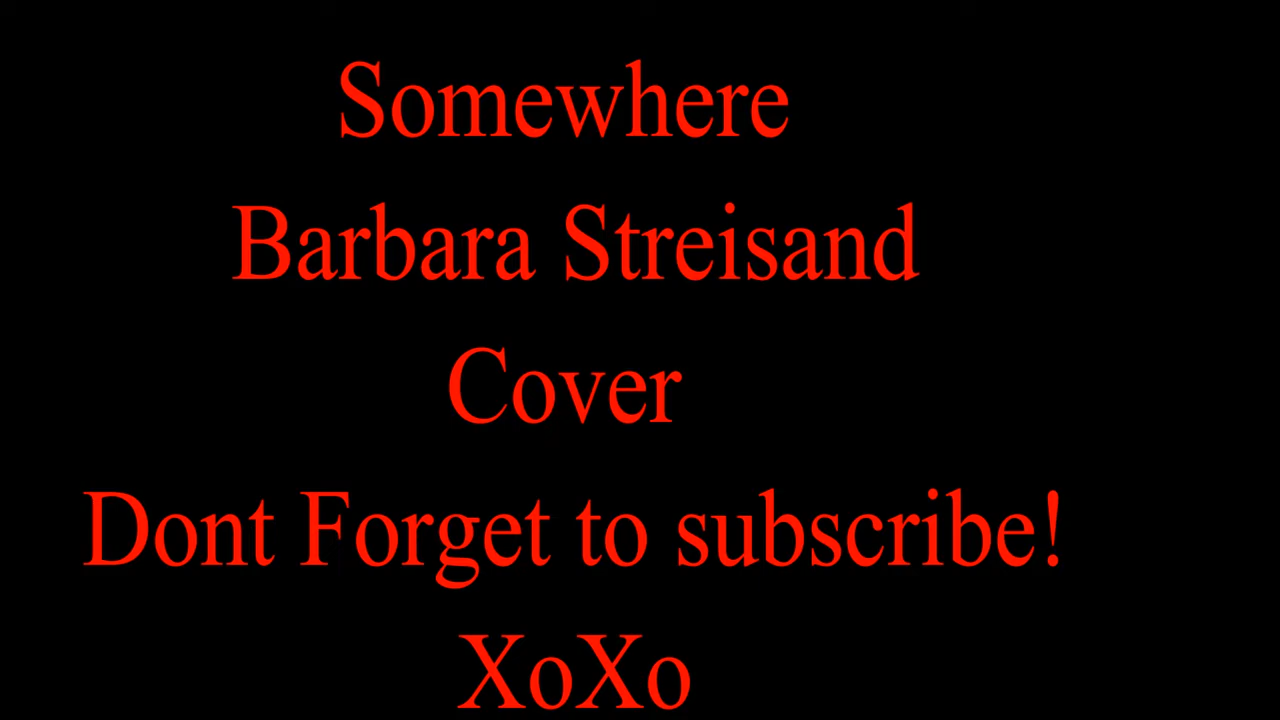 Somewhere
Barbara Streisand
Cover
Dont Forget to subscribe!
XoXo